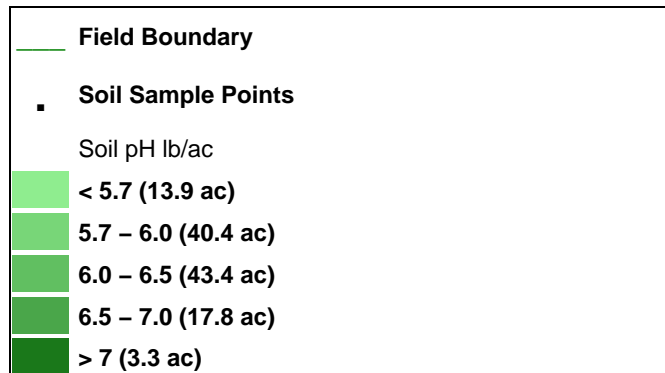 Field Boundary
Soil Sample Points
Soil pH lb/ac
< 5.7 (13.9 ac)
5.7 – 6.0 (40.4 ac)
6.0 – 6.5 (43.4 ac)
6.5 – 7.0 (17.8 ac)
> 7 (3.3 ac)